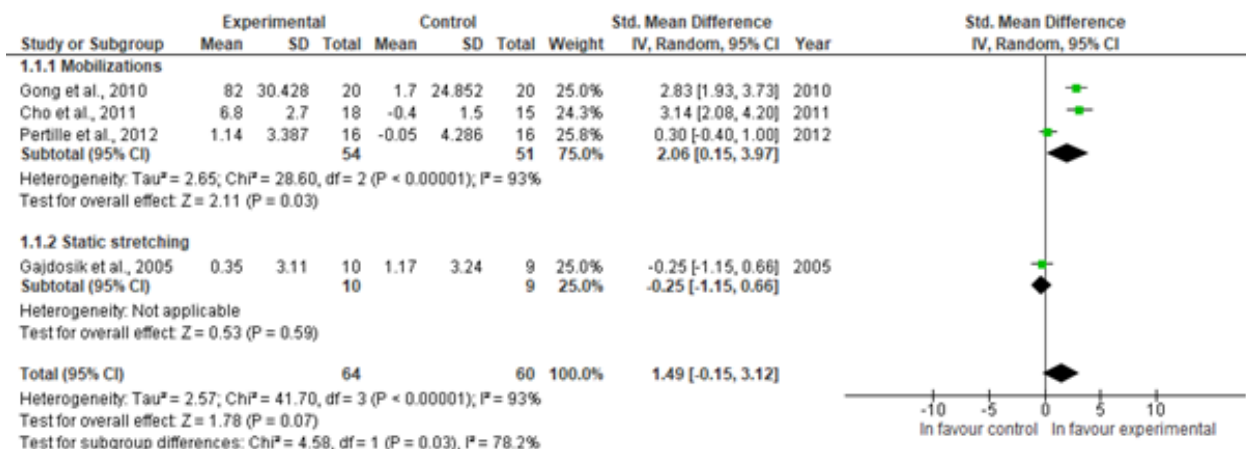 Experimental Control Std. Mean Difference Std. Mean Difference
Study or Subgroup Mean SD Total Mean SD Total Weight IV, Random, 95% CI Year IV, Random, 95% CI
1.1.1 Mobilizations
Gong et al., 2010 82 30.428 20 1.7 24.852 20 25.0% 2.83 [1.93, 3.73] 2010
Cho et al., 2011 6.8 2.7 18 -0.4 1.5 15 24.3% 3.14 [2.08, 4.20] 2011
Pertille et al., 2012 1.14 3.387 16 -0.05 4.286 16 25.8% 0.30 [-0.40, 1.00] 2012
Subtotal (95% CI) 54 51 75.0% 2.06 [0.15, 3.97]
Heterogeneity: Tau² = 2.65; Chi² = 28.60, df = 2 (P < 0.00001); I² = 93%
Test for overall effect: Z = 2.11 (P = 0.03)
1.1.2 Static stretching
Gajdosik et al., 2005 0.35 3.11 10 1.17 3.24 9 25.0% -0.25 [-1.15, 0.66] 2005
Subtotal (95% CI) 10 9 25.0% -0.25 [-1.15, 0.66]
Heterogeneity: Not applicable
Test for overall effect: Z = 0.53 (P = 0.59)
Total (95% CI) 64 60 100.0% 1.49 [-0.15, 3.12]
Heterogeneity: Tau² = 2.57; Chi² = 41.70, df = 3 (P < 0.00001); I² = 93%
Test for overall effect: Z = 1.78 (P = 0.07)
Test for subgroup differences: Chi² = 4.58, df = 1 (P = 0.03), I² = 78.2%
-10 -5 0 5 10
In favour control In favour experimental